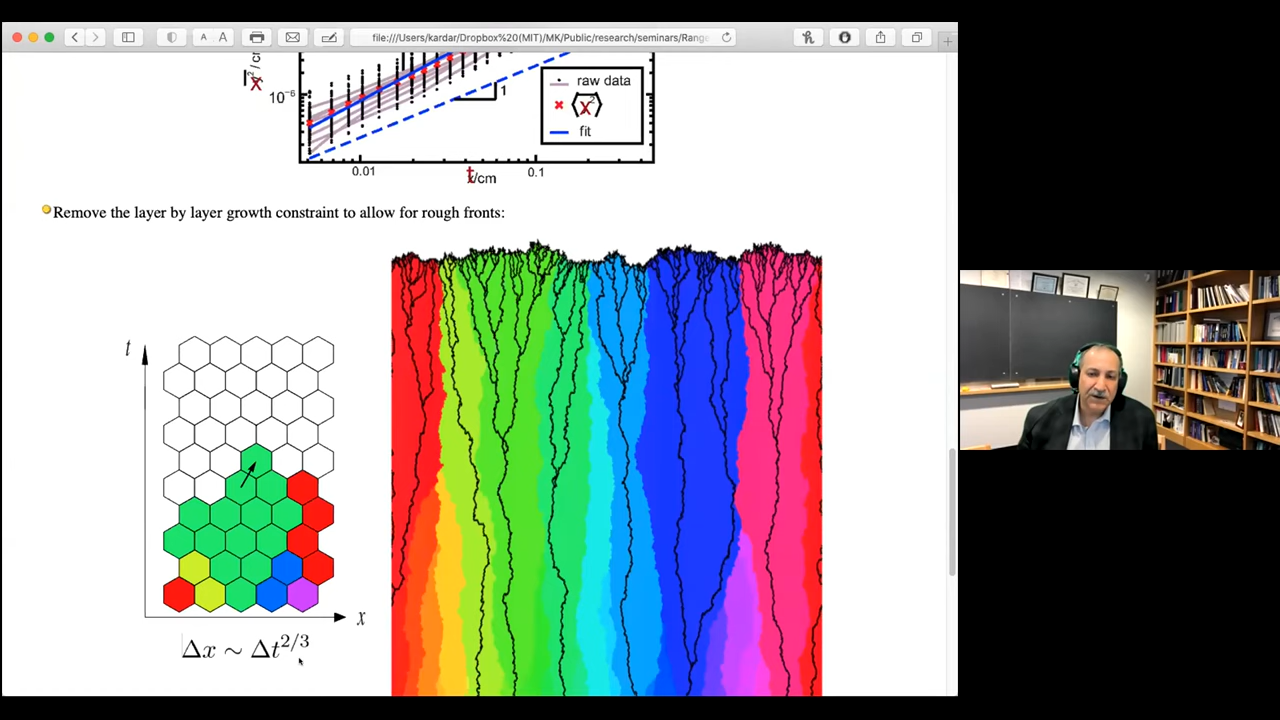 A A
file:///Users/kardar/Dropbox%20(MIT)/MK/Public/research/seminars/Range
10⁻⁶
1
raw data
⟨x²⟩
fit
0.01
t
x/cm
0.1
Remove the layer by layer growth constraint to allow for rough fronts:
t
x
Δx ∼ Δt^{2/3}